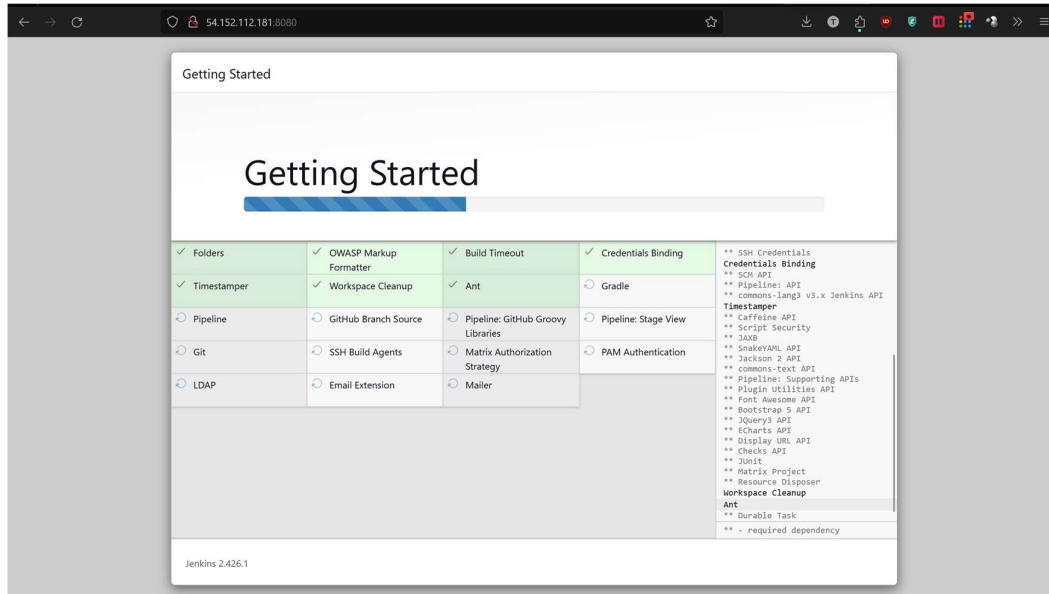 54.152.112.181:8080
Getting Started
Getting Started
Folders
OWASP Markup
Formatter
Build Timeout
Credentials Binding
Timestamper
Workspace Cleanup
Ant
Gradle
Pipeline
GitHub Branch Source
Pipeline: GitHub Groovy
Libraries
Pipeline: Stage View
Git
SSH Build Agents
Matrix Authorization
Strategy
PAM Authentication
LDAP
Email Extension
Mailer
** SSH Credentials
Credentials Binding
** SCM API
** Pipeline: API
** commons-lang3 v3.x Jenkins API
Timestamper
** Caffeine API
** Script Security
** JAXB
** SnakeYAML API
** Jackson 2 API
** commons-text API
** Pipeline: Supporting APIs
** Plugin Utilities API
** Font Awesome API
** Bootstrap 5 API
** JQuery3 API
** ECharts API
** Display URL API
** Checks API
** JUnit
** Matrix Project
** Resource Disposer
Workspace Cleanup
Ant
** Durable Task
** - required dependency
Jenkins 2.426.1